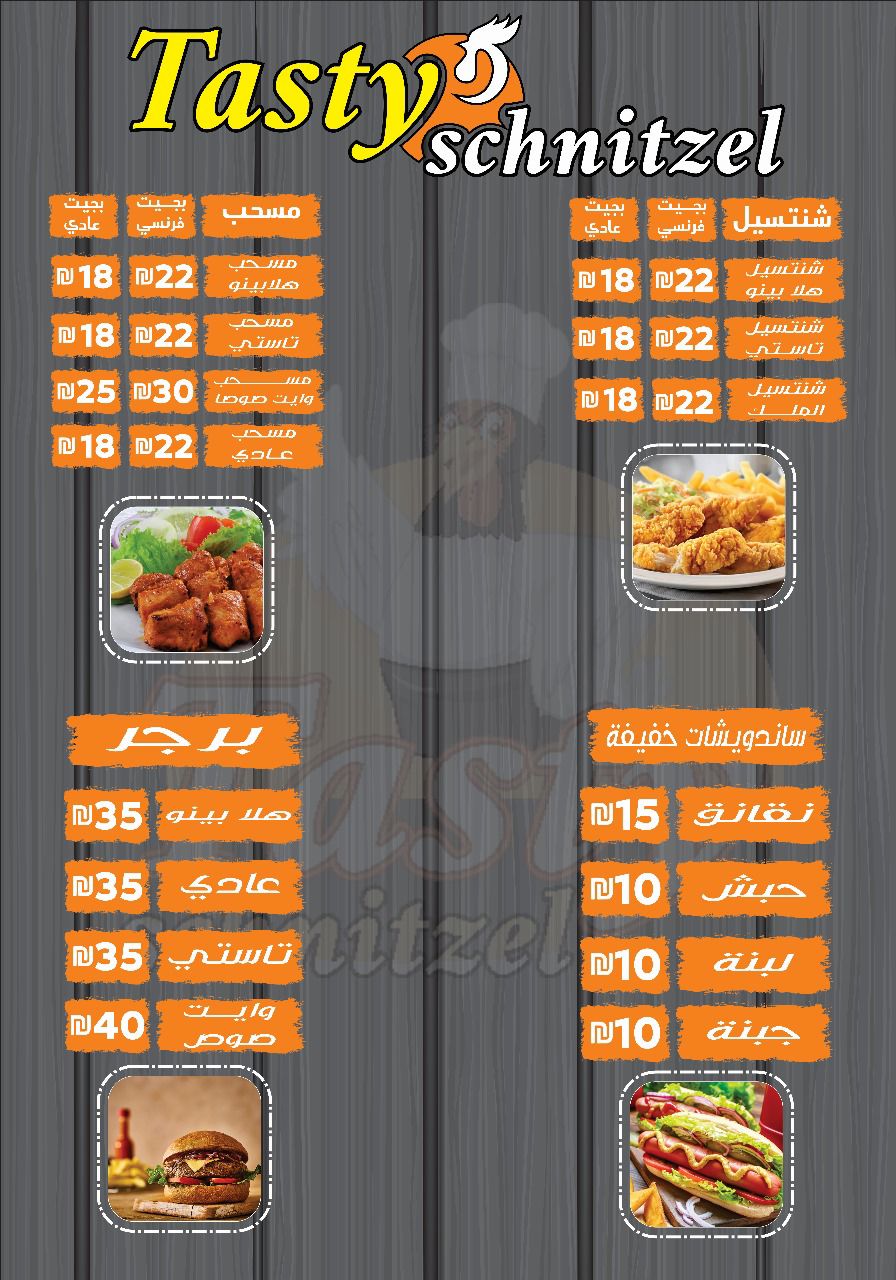 Tasty
schnitzel
شنتسيل
بجيت فرنسي
بجيت عادي
شنتسيل هلا بينو
₪22
₪18
شنتسيل تاستي
₪22
₪18
شنتسيل الملك
₪22
₪18
مسحب
بجيت فرنسي
بجيت عادي
مسحب هلابينو
₪22
₪18
مسحب تاستي
₪22
₪18
مسحب وايت صوصا
₪30
₪25
مسحب عادي
₪22
₪18
ساندويشات خفيفة
نقانق
₪15
حبش
₪10
لبنة
₪10
جبنة
₪10
برجر
هلا بينو
₪35
عادي
₪35
تاستي
₪35
وايت صوص
₪40
Tasty
schnitzel